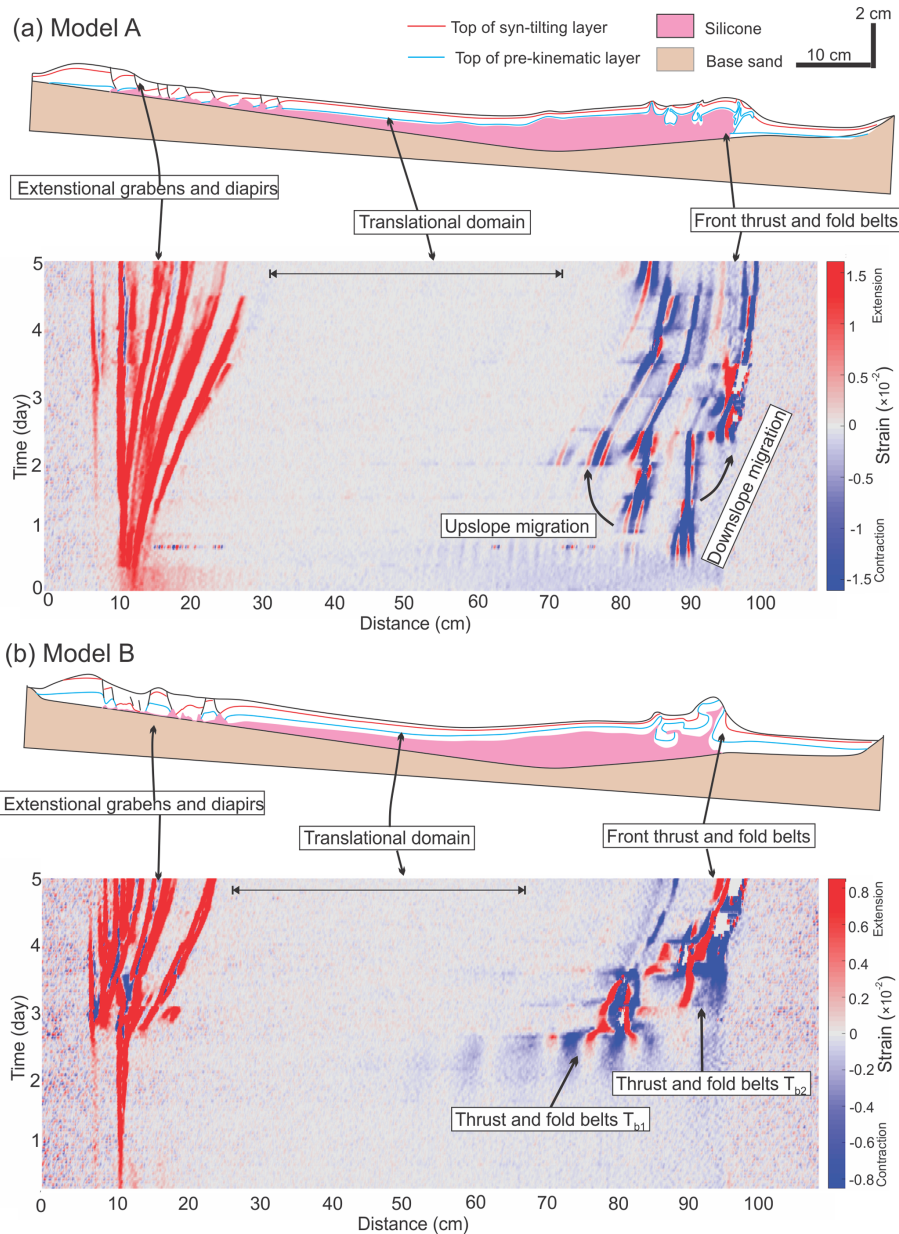 (a) Model A
Top of syn-tilting layer
Top of pre-kinematic layer
Silicone
Base sand
2 cm
10 cm
Extenstional grabens and diapirs
Translational domain
Front thrust and fold belts
5
4
3
2
1
0
Time (day)
Upslope migration
Downslope migration
0 10 20 30 40 50 60 70 80 90 100
Distance (cm)
1.5
1
0.5
0
-0.5
-1
-1.5
Extension
Contraction
Strain (×10⁻²)
(b) Model B
Extenstional grabens and diapirs
Translational domain
Front thrust and fold belts
5
4
3
2
1
Time (day)
Thrust and fold belts Tb2
Thrust and fold belts Tb1
0 10 20 30 40 50 60 70 80 90 100
Distance (cm)
0.8
0.6
0.4
0.2
0
-0.2
-0.4
-0.6
-0.8
Extension
Contraction
Strain (×10⁻²)